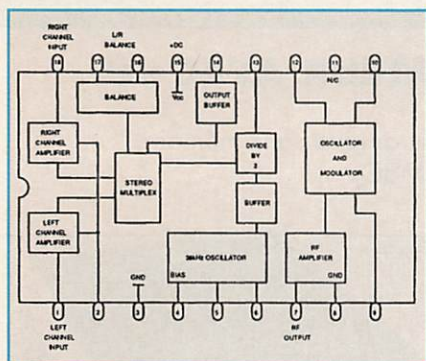 RIGHT CHANNEL INPUT
L/R BALANCE
+DC
18 17 16 15 14 13 12 11 10
N/C
BALANCE
Vcc
OUTPUT BUFFER
RIGHT CHANNEL AMPLIFIER
STEREO MULTIPLEX
DIVIDE BY 2
OSCILLATOR AND MODULATOR
BUFFER
LEFT CHANNEL AMPLIFIER
38kHz OSCILLATOR
BIAS
RF AMPLIFIER
GND
GND
1 2 3 4 5 6 7 8 9
LEFT CHANNEL INPUT
RF OUTPUT